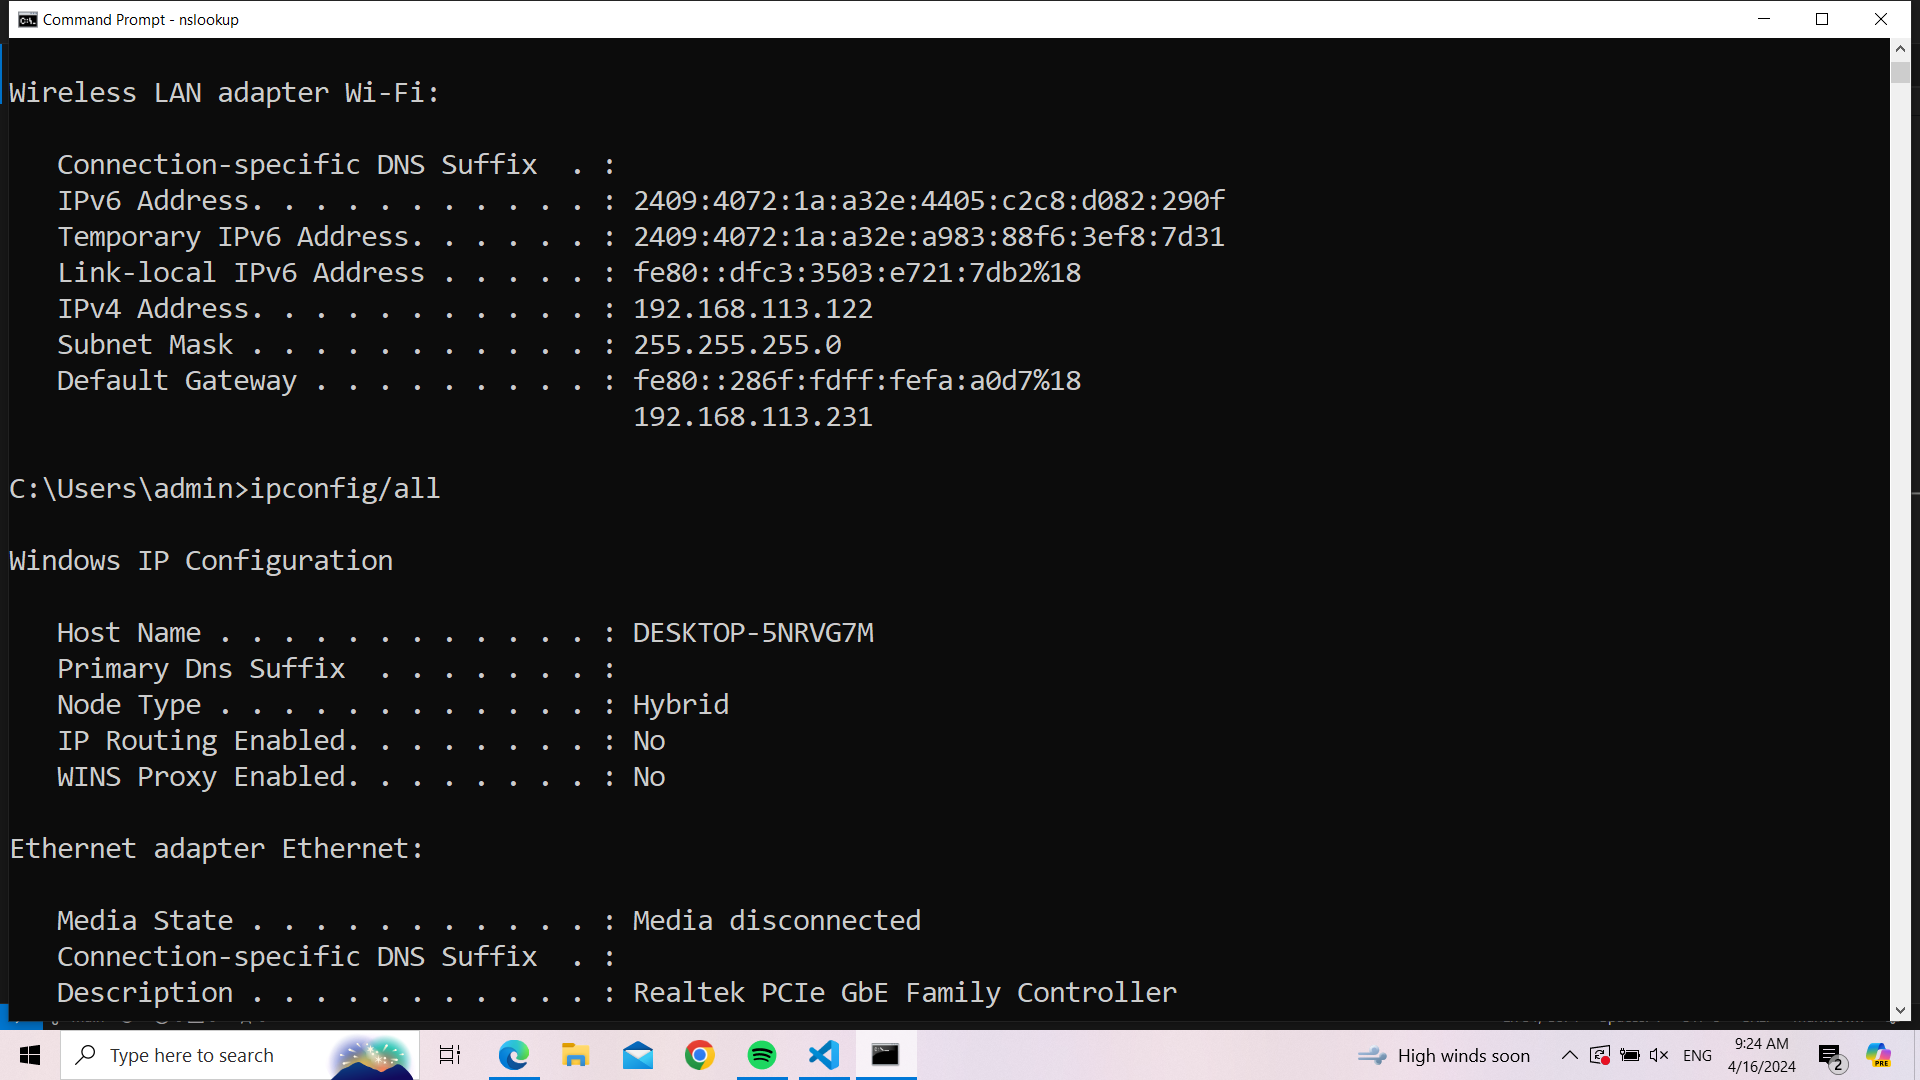 Command Prompt - nslookup
Wireless LAN adapter Wi-Fi:
Connection-specific DNS Suffix  . :
IPv6 Address. . . . . . . . . . . : 2409:4072:1a:a32e:4405:c2c8:d082:290f
Temporary IPv6 Address. . . . . . : 2409:4072:1a:a32e:a983:88f6:3ef8:7d31
Link-local IPv6 Address . . . . . : fe80::dfc3:3503:e721:7db2%18
IPv4 Address. . . . . . . . . . . : 192.168.113.122
Subnet Mask . . . . . . . . . . . : 255.255.255.0
Default Gateway . . . . . . . . . : fe80::286f:fdff:fefa:a0d7%18
192.168.113.231
C:\Users\admin>ipconfig/all
Windows IP Configuration
Host Name . . . . . . . . . . . . : DESKTOP-5NRVG7M
Primary Dns Suffix  . . . . . . . :
Node Type . . . . . . . . . . . . : Hybrid
IP Routing Enabled. . . . . . . . : No
WINS Proxy Enabled. . . . . . . . : No
Ethernet adapter Ethernet:
Media State . . . . . . . . . . . : Media disconnected
Connection-specific DNS Suffix  . :
Description . . . . . . . . . . . : Realtek PCIe GbE Family Controller
Type here to search
High winds soon
ENG
9:24 AM
4/16/2024
2
PRE